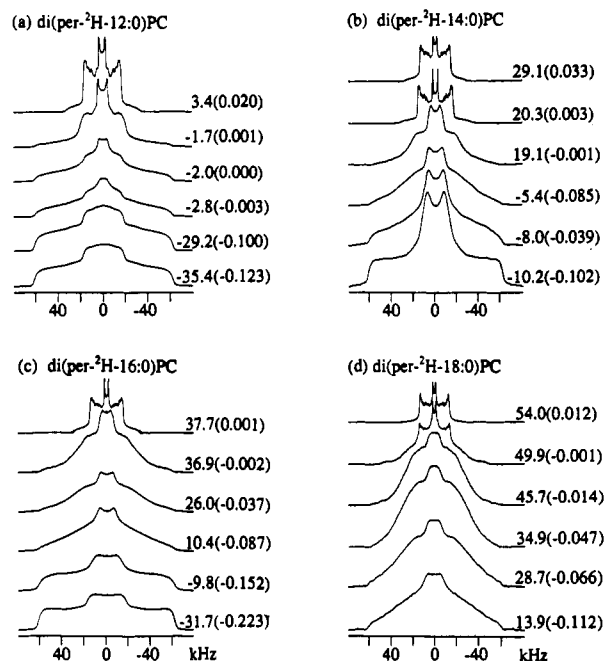 (a) di(per-²H-12:0)PC
3.4(0.020)
-1.7(0.001)
-2.0(0.000)
-2.8(-0.003)
-29.2(-0.100)
-35.4(-0.123)
40 0 -40
(b) di(per-²H-14:0)PC
29.1(0.033)
20.3(0.003)
19.1(-0.001)
-5.4(-0.085)
-8.0(-0.039)
-10.2(-0.102)
40 0 -40
(c) di(per-²H-16:0)PC
37.7(0.001)
36.9(-0.002)
26.0(-0.037)
10.4(-0.087)
-9.8(-0.152)
-31.7(-0.223)
40 0 -40
kHz
(d) di(per-²H-18:0)PC
54.0(0.012)
49.9(-0.001)
45.7(-0.014)
34.9(-0.047)
28.7(-0.066)
13.9(-0.112)
40 0 -40
kHz